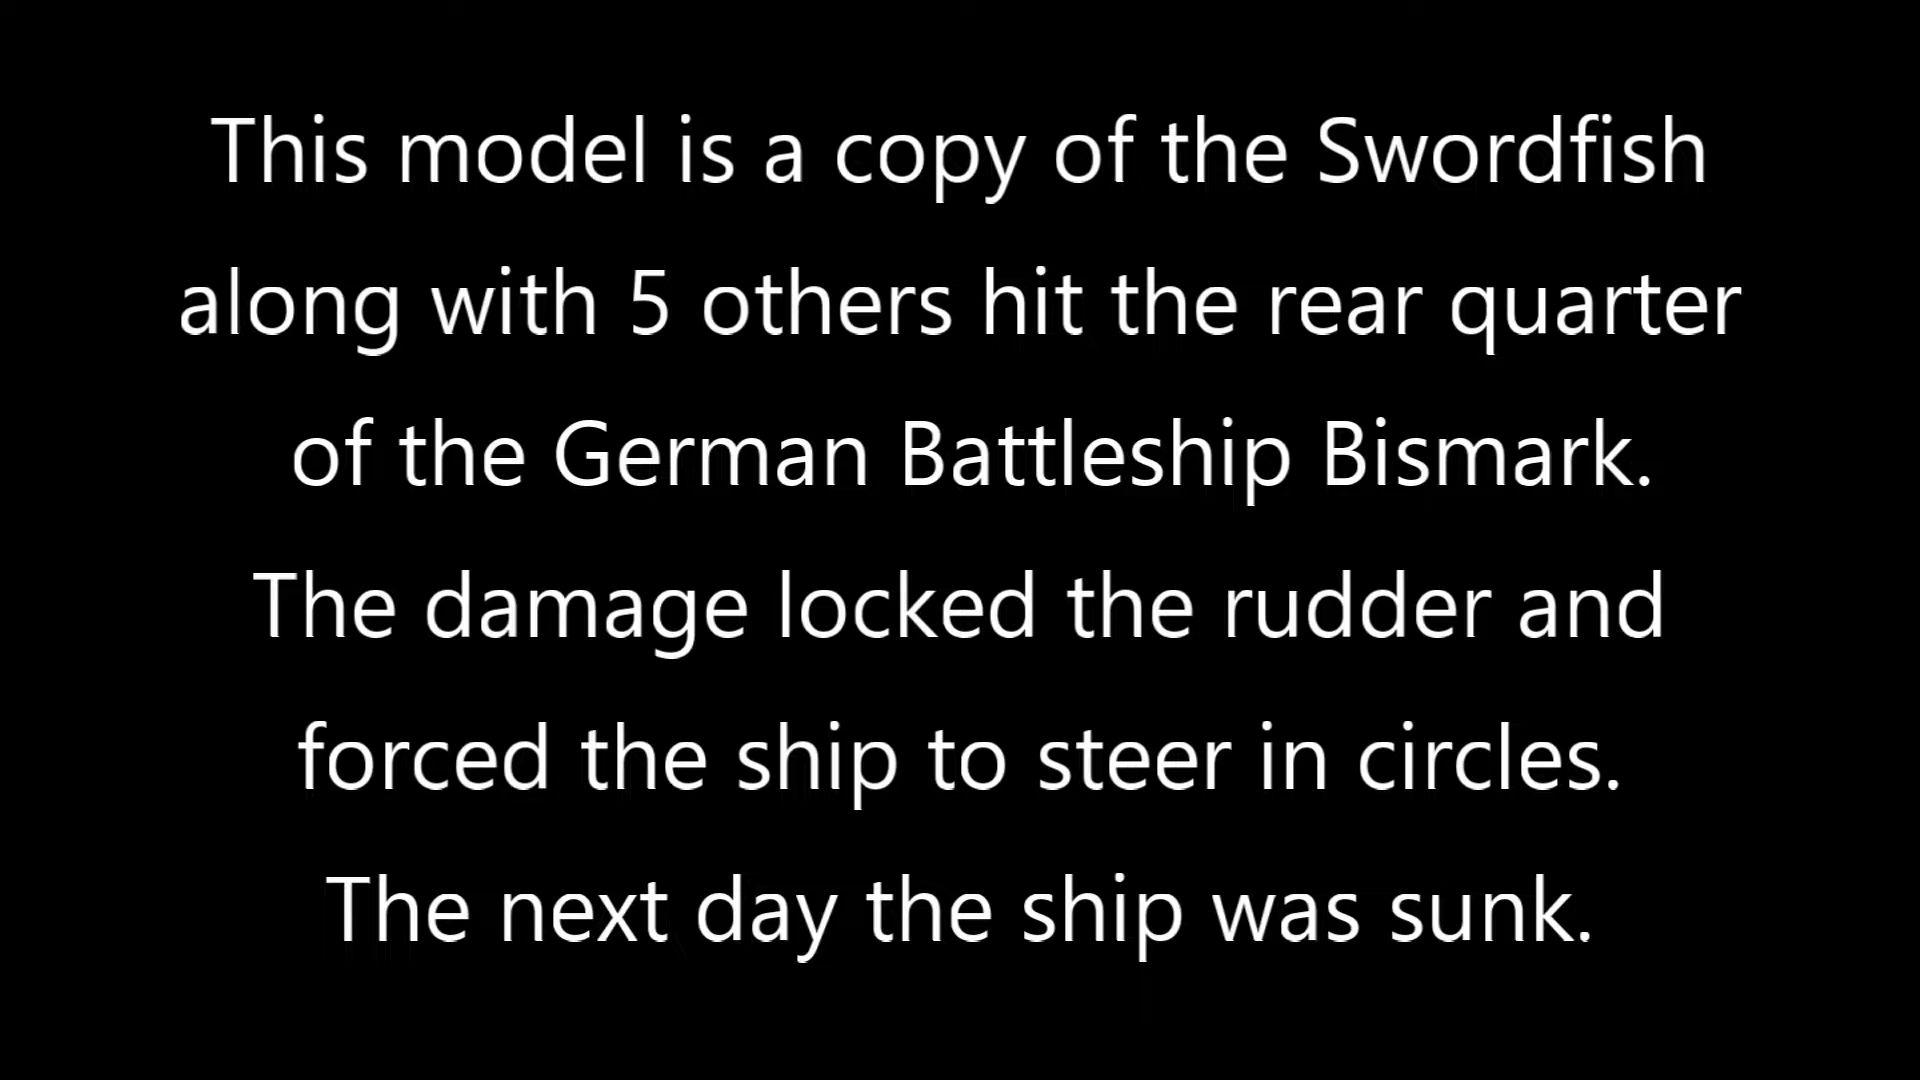 This model is a copy of the Swordfish
along with 5 others hit the rear quarter
of the German Battleship Bismark.
The damage locked the rudder and
forced the ship to steer in circles.
The next day the ship was sunk.